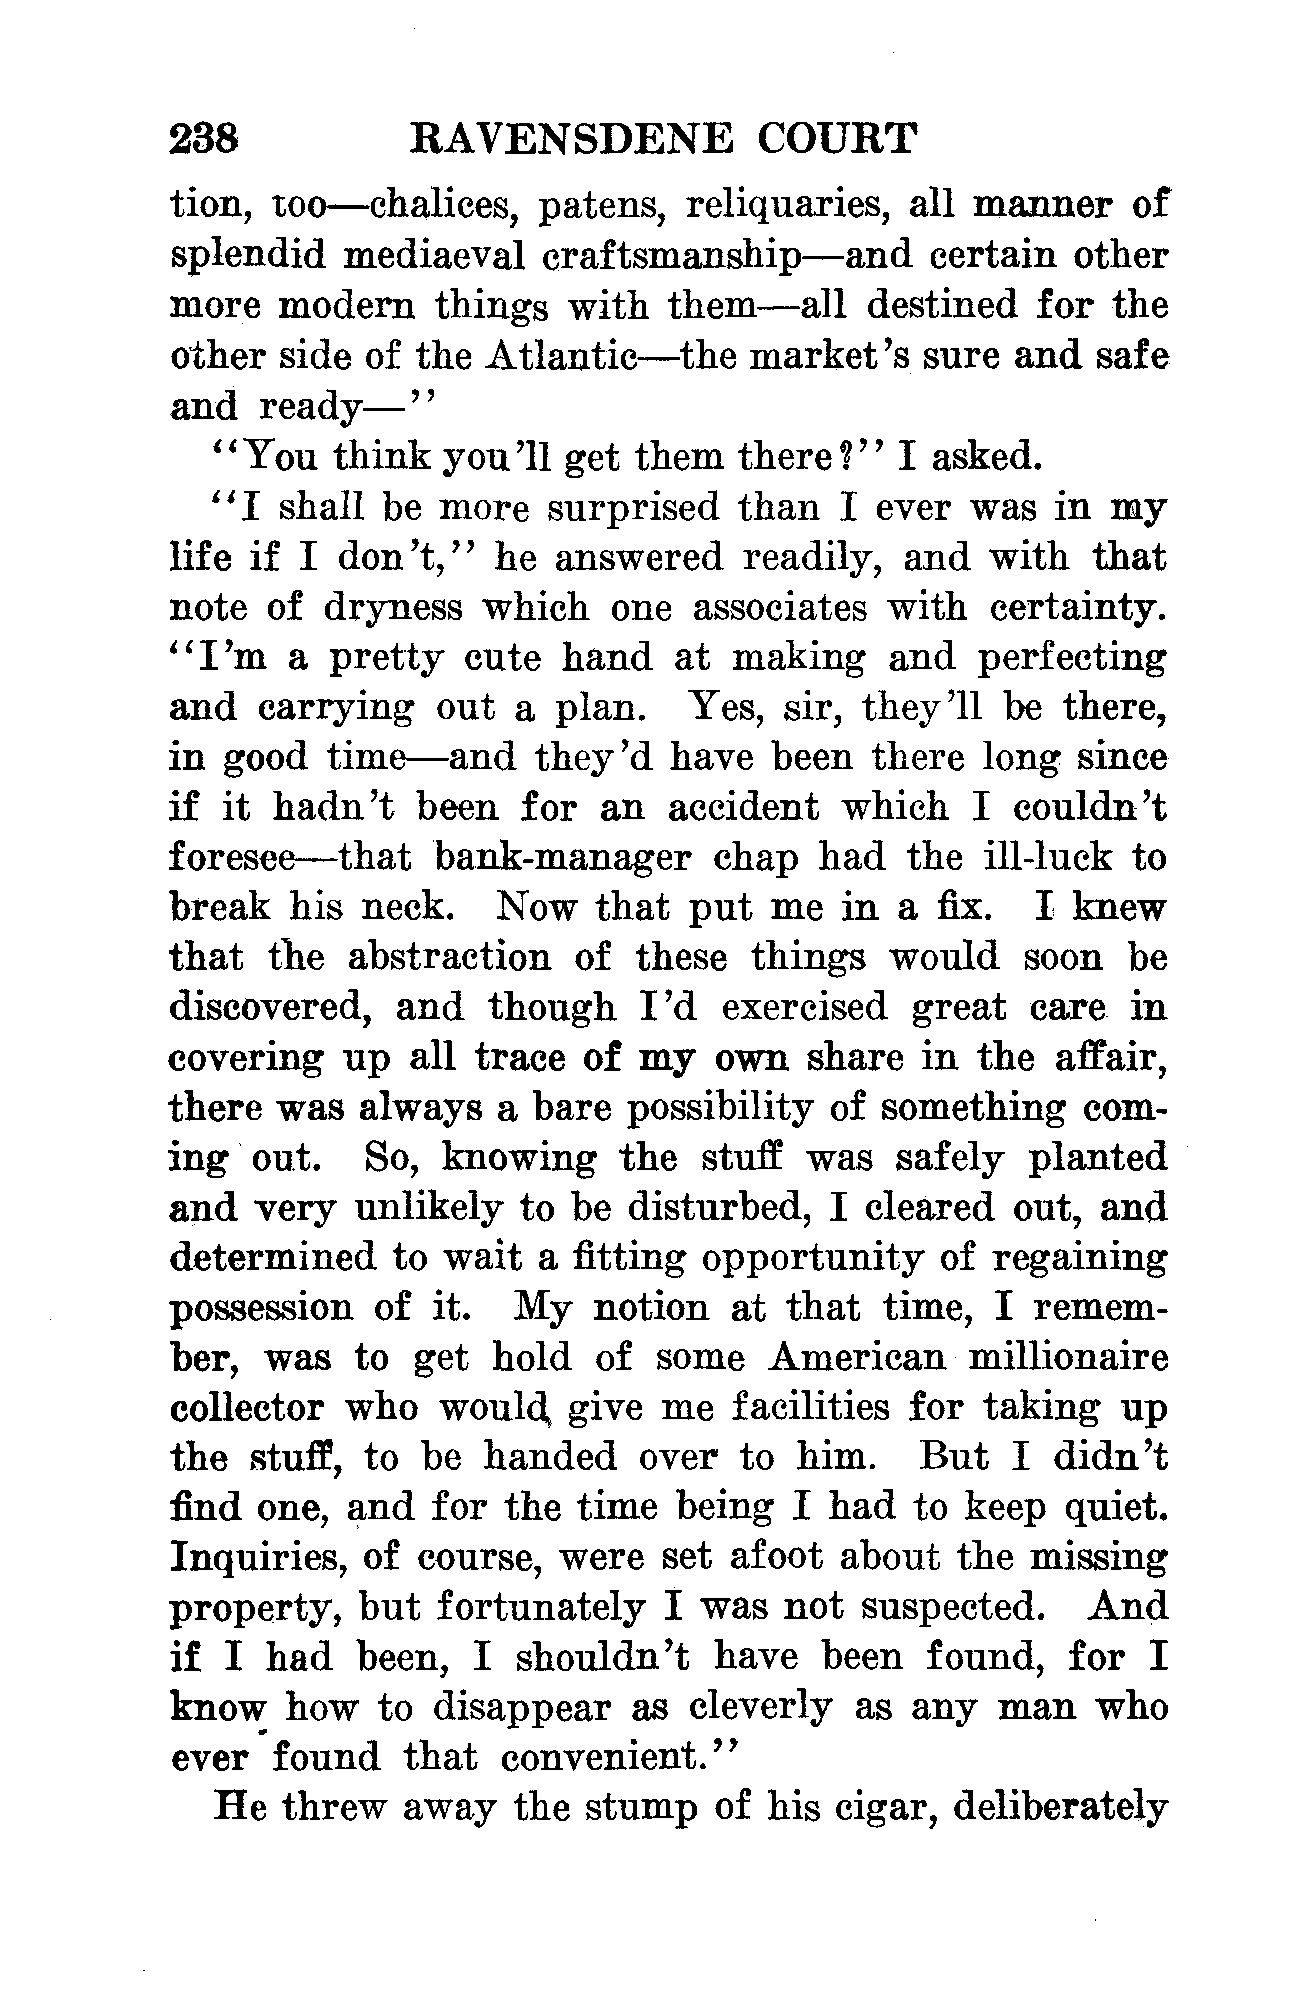 238 RAVENSDENE COURT
tion, too—chalices, patens, reliquaries, all manner of
splendid mediaeval craftsmanship—and certain other
more modern things with them—all destined for the
other side of the Atlantic—the market's sure and safe
and ready—"
"You think you'll get them there?" I asked.
"I shall be more surprised than I ever was in my
life if I don't," he answered readily, and with that
note of dryness which one associates with certainty.
"I'm a pretty cute hand at making and perfecting
and carrying out a plan. Yes, sir, they'll be there,
in good time—and they'd have been there long since
if it hadn't been for an accident which I couldn't
foresee—that bank-manager chap had the ill-luck to
break his neck. Now that put me in a fix. I knew
that the abstraction of these things would soon be
discovered, and though I'd exercised great care in
covering up all trace of my own share in the affair,
there was always a bare possibility of something com-
ing out. So, knowing the stuff was safely planted
and very unlikely to be disturbed, I cleared out, and
determined to wait a fitting opportunity of regaining
possession of it. My notion at that time, I remem-
ber, was to get hold of some American millionaire
collector who would give me facilities for taking up
the stuff, to be handed over to him. But I didn't
find one, and for the time being I had to keep quiet.
Inquiries, of course, were set afoot about the missing
property, but fortunately I was not suspected. And
if I had been, I shouldn't have been found, for I
know how to disappear as cleverly as any man who
ever found that convenient."
He threw away the stump of his cigar, deliberately